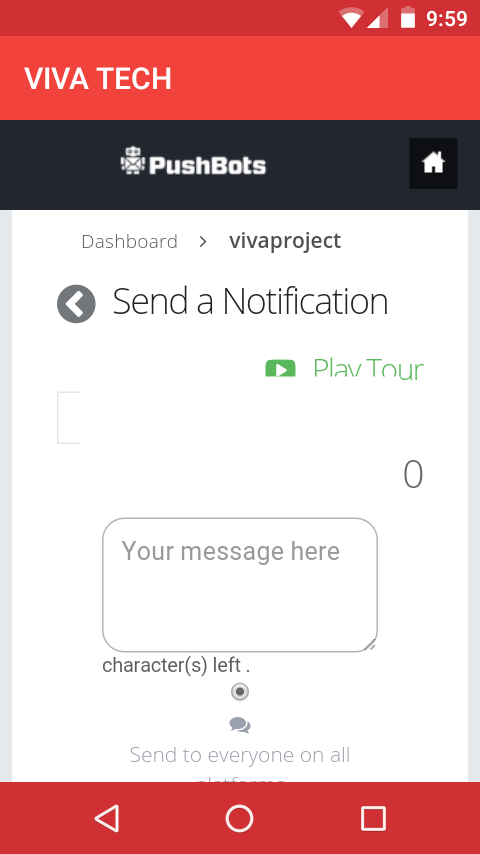 9:59
VIVA TECH
PushBots
Dashboard > vivaproject
Send a Notification
Play Tour
0
Your message here
character(s) left .
Send to everyone on all
platforms